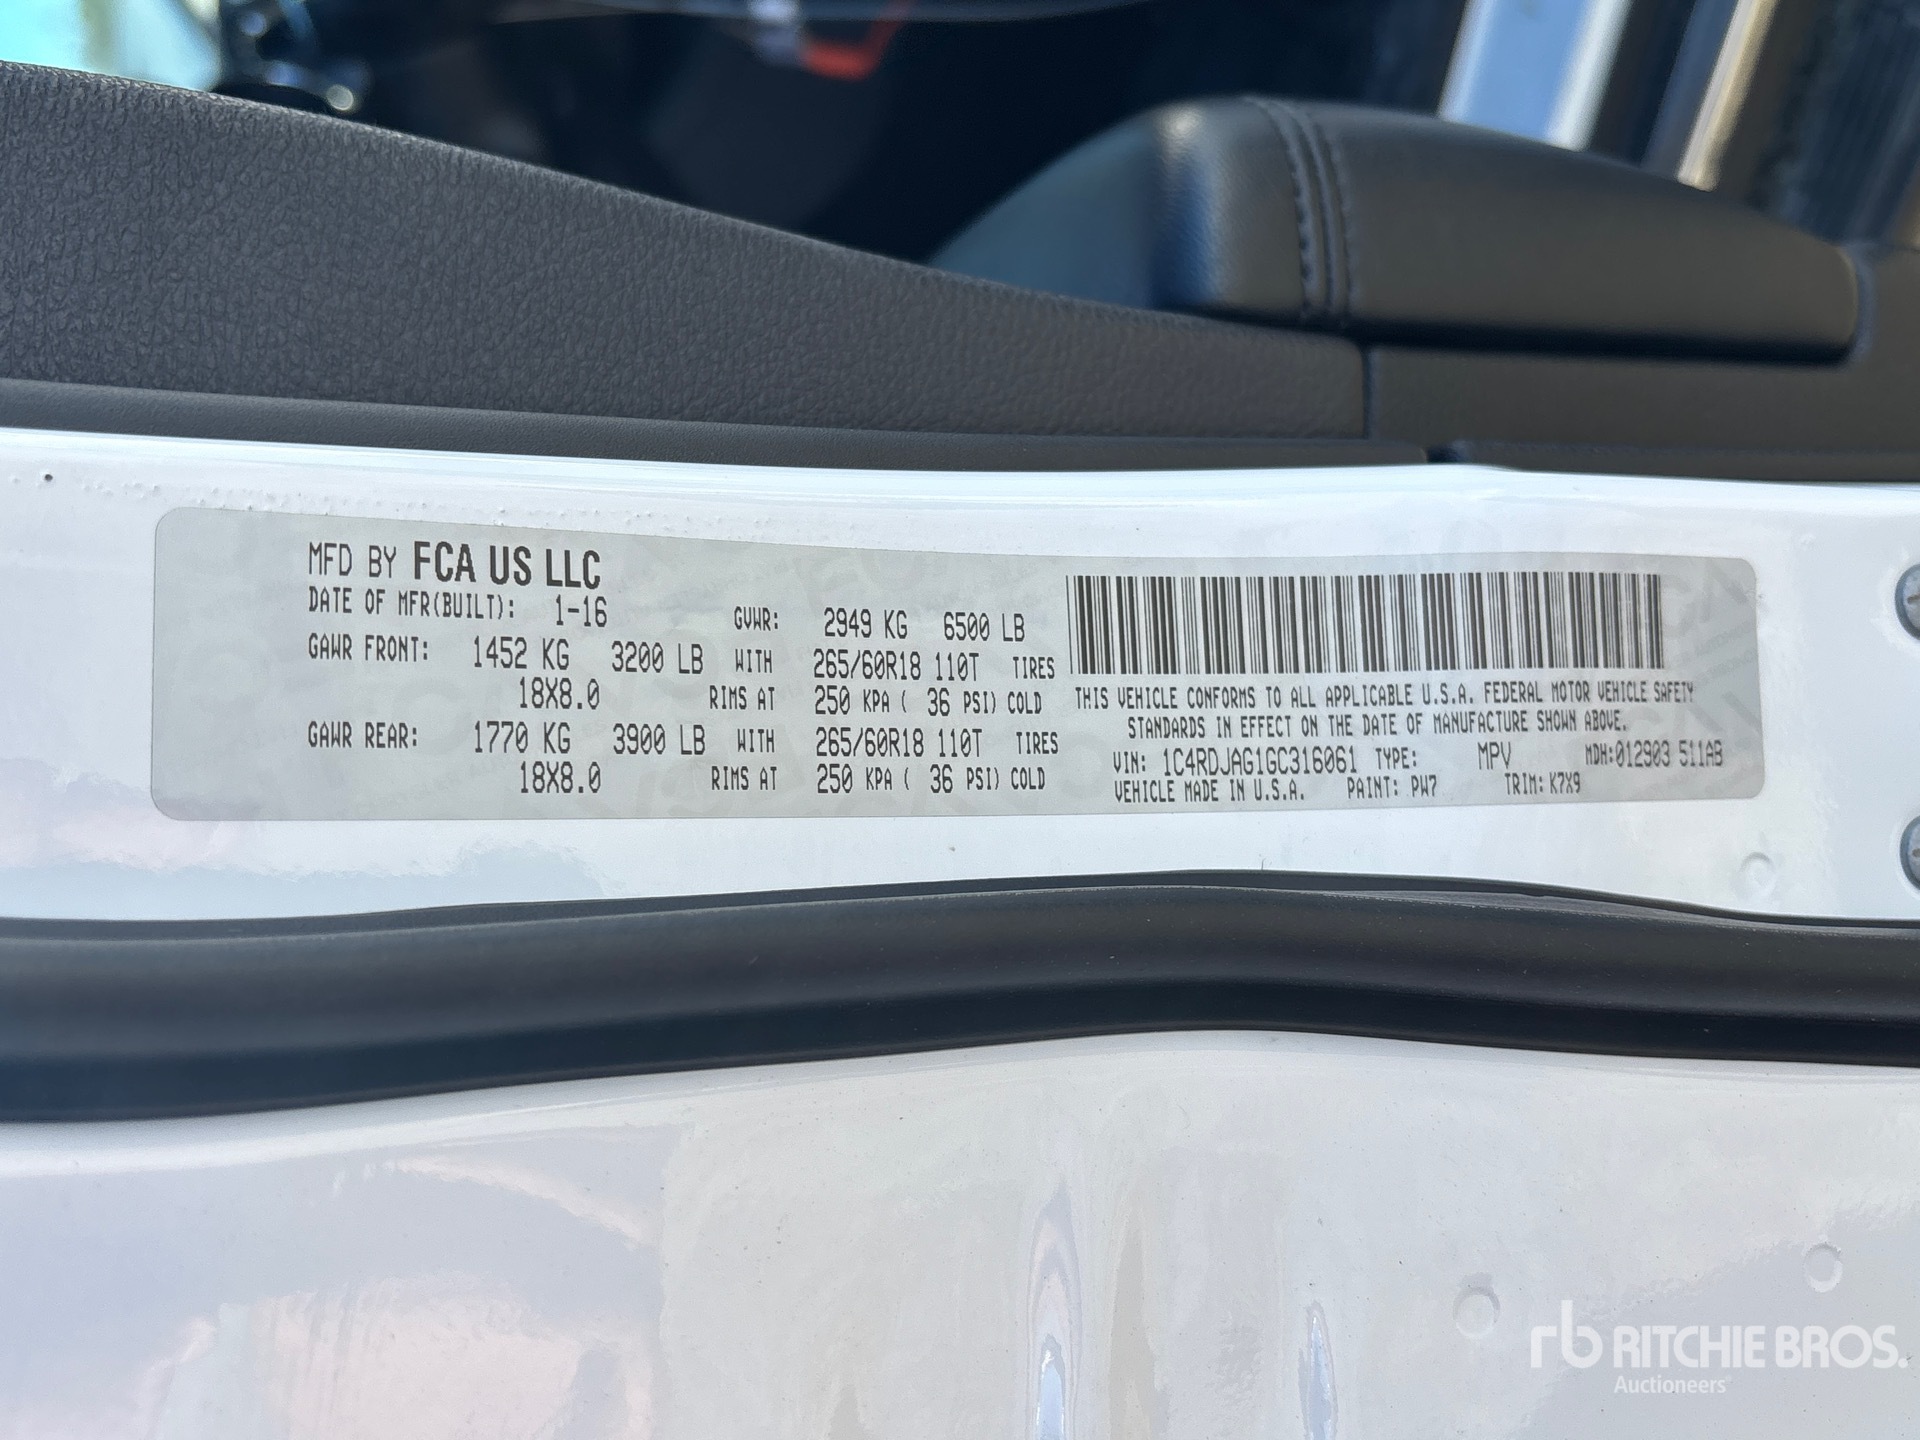 MFD BY FCA US LLC
DATE OF MFR(BUILT): 1-16 GVWR: 2949 KG 6500 LB
GAWR FRONT: 1452 KG 3200 LB WITH 265/60R18 110T TIRES
18X8.0 RIMS AT 250 KPA ( 36 PSI) COLD
GAWR REAR: 1770 KG 3900 LB WITH 265/60R18 110T TIRES
18X8.0 RIMS AT 250 KPA ( 36 PSI) COLD
THIS VEHICLE CONFORMS TO ALL APPLICABLE U.S.A. FEDERAL MOTOR VEHICLE SAFETY
STANDARDS IN EFFECT ON THE DATE OF MANUFACTURE SHOWN ABOVE.
VIN: 1C4RDJAG1GC316061 TYPE: MPV MDH:012903 511AB
VEHICLE MADE IN U.S.A. PAINT: PW7 TRIM: K7X9
rb RITCHIE BROS.
Auctioneers